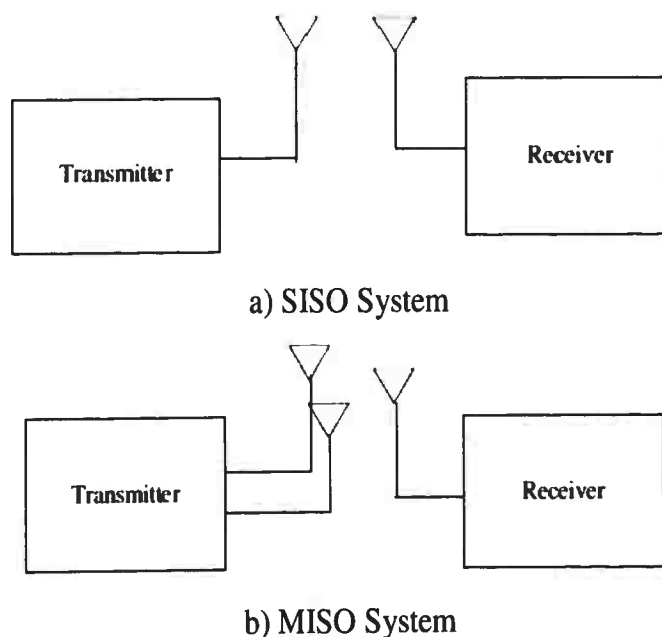 Transmitter
Receiver
a) SISO System
Transmitter
Receiver
b) MISO System